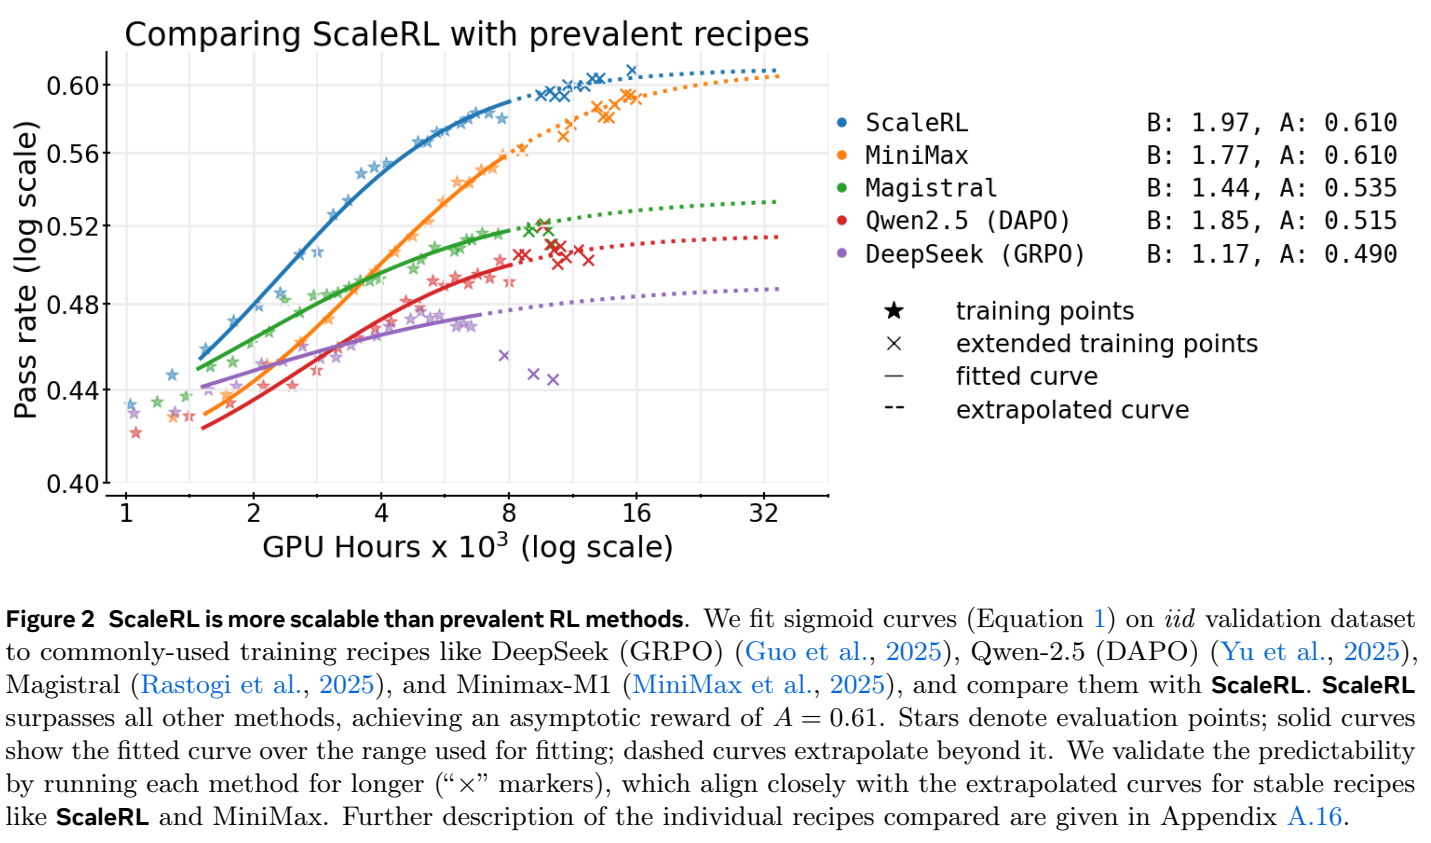 Comparing ScaleRL with prevalent recipes
Pass rate (log scale)
0.60
0.56
0.52
0.48
0.44
0.40
1 2 4 8 16 32
GPU Hours x 10³ (log scale)
ScaleRL B: 1.97, A: 0.610
MiniMax B: 1.77, A: 0.610
Magistral B: 1.44, A: 0.535
Qwen2.5 (DAPO) B: 1.85, A: 0.515
DeepSeek (GRPO) B: 1.17, A: 0.490
training points
extended training points
fitted curve
extrapolated curve
Figure 2 ScaleRL is more scalable than prevalent RL methods. We fit sigmoid curves (Equation 1) on iid validation dataset
to commonly-used training recipes like DeepSeek (GRPO) (Guo et al., 2025), Qwen-2.5 (DAPO) (Yu et al., 2025),
Magistral (Rastogi et al., 2025), and Minimax-M1 (MiniMax et al., 2025), and compare them with ScaleRL. ScaleRL
surpasses all other methods, achieving an asymptotic reward of A = 0.61. Stars denote evaluation points; solid curves
show the fitted curve over the range used for fitting; dashed curves extrapolate beyond it. We validate the predictability
by running each method for longer (“×” markers), which align closely with the extrapolated curves for stable recipes
like ScaleRL and MiniMax. Further description of the individual recipes compared are given in Appendix A.16.